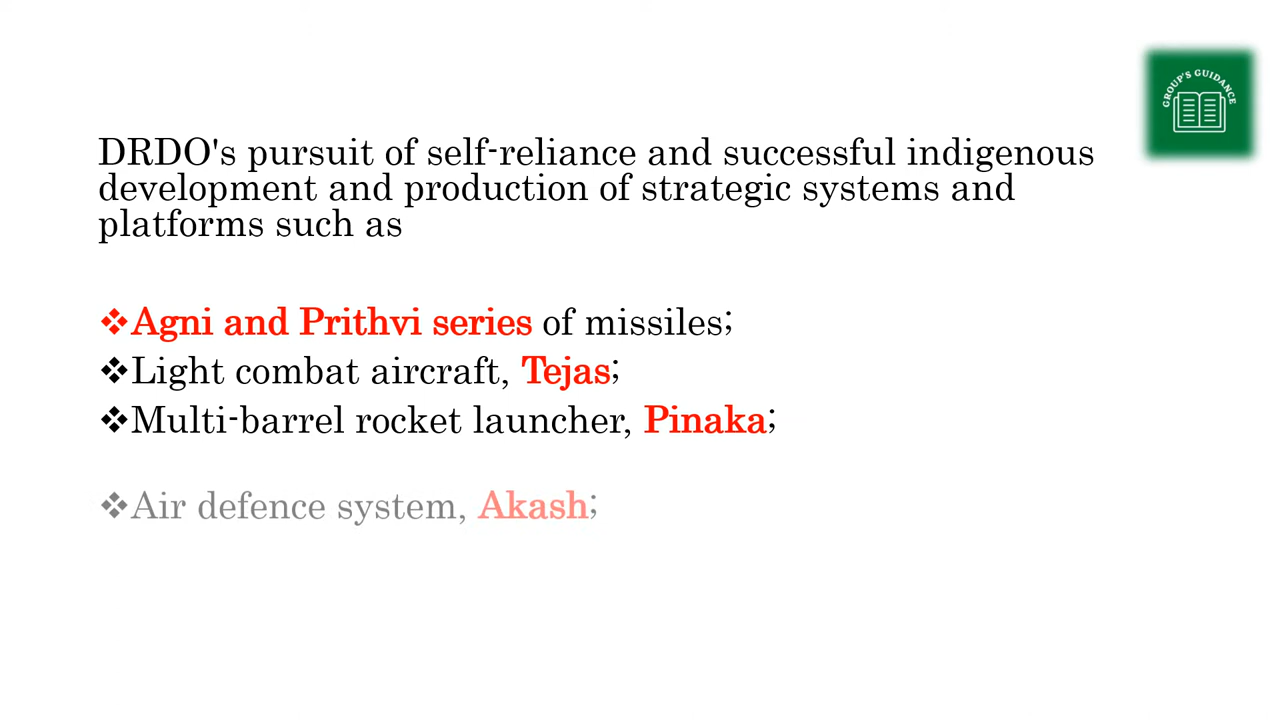 GROUP'S GUIDANCE
DRDO's pursuit of self-reliance and successful indigenous
development and production of strategic systems and
platforms such as
❖Agni and Prithvi series of missiles;
❖Light combat aircraft, Tejas;
❖Multi-barrel rocket launcher, Pinaka;
❖Air defence system, Akash;